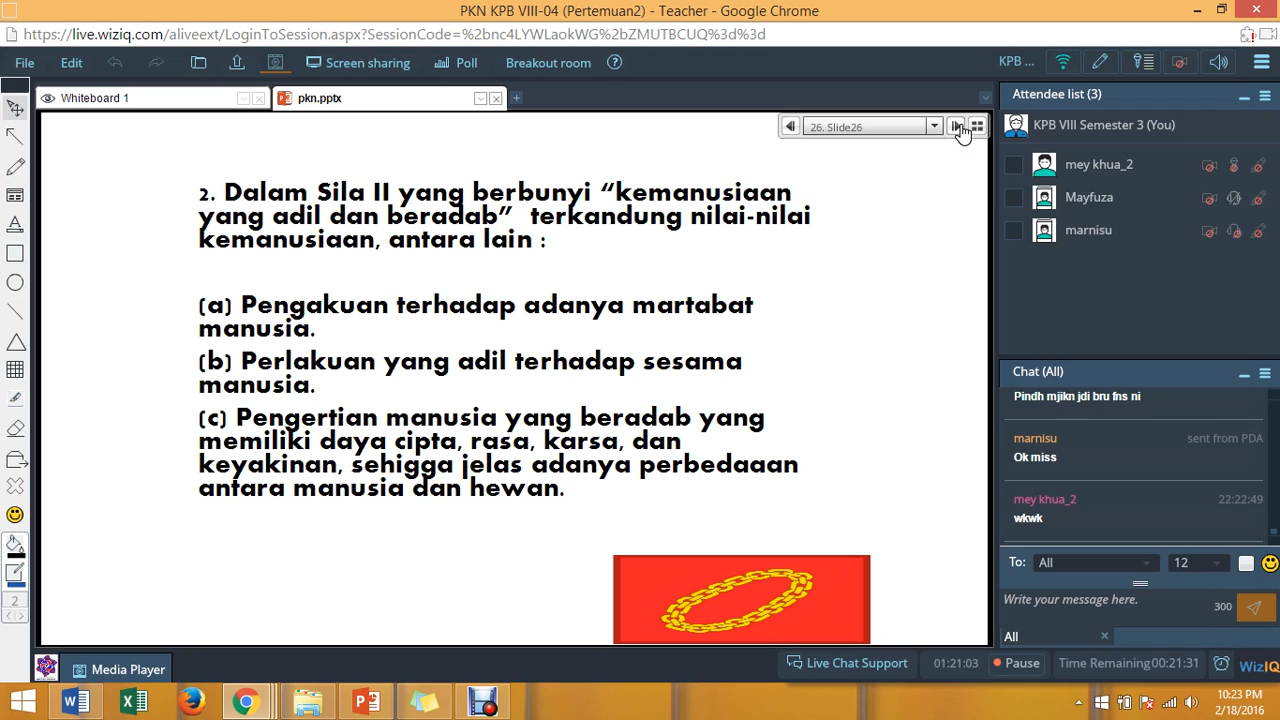 PKN KPB VIII-04 (Pertemuan2) - Teacher - Google Chrome
https://live.wiziq.com/aliveext/LoginToSession.aspx?SessionCode=%2bnc4LYWLaokWG%2bZMUTBCUQ%3d%3d
File Edit Screen sharing Poll Breakout room KPB ...
Whiteboard 1 pkn.pptx
26. Slide26
2. Dalam Sila II yang berbunyi “kemanusiaan
yang adil dan beradab” terkandung nilai-nilai
kemanusiaan, antara lain :
(a) Pengakuan terhadap adanya martabat
manusia.
(b) Perlakuan yang adil terhadap sesama
manusia.
(c) Pengertian manusia yang beradab yang
memiliki daya cipta, rasa, karsa, dan
keyakinan, sehigga jelas adanya perbedaaan
antara manusia dan hewan.
2
Attendee list (3)
KPB VIII Semester 3 (You)
mey khua_2
Mayfuza
marnisu
Chat (All)
Pindh mjikn jdi bru fns ni
marnisu sent from PDA
Ok miss
mey khua_2 22:22:49
wkwk
To: All 12
Write your message here. 300
All
Media Player Live Chat Support 01:21:03 Pause Time Remaining 00:21:31 WizIQ
10:23 PM
2/18/2016